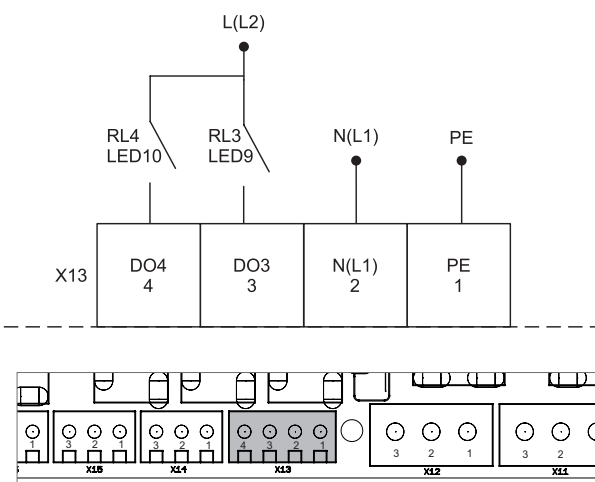 L(L2)
RL4
LED10
RL3
LED9
N(L1)
PE
X13
DO4
4
DO3
3
N(L1)
2
PE
1
1
3 2 1
3 2 1
4 3 2 1
3 2 1
3 2
X15
X14
X13
X12
X11